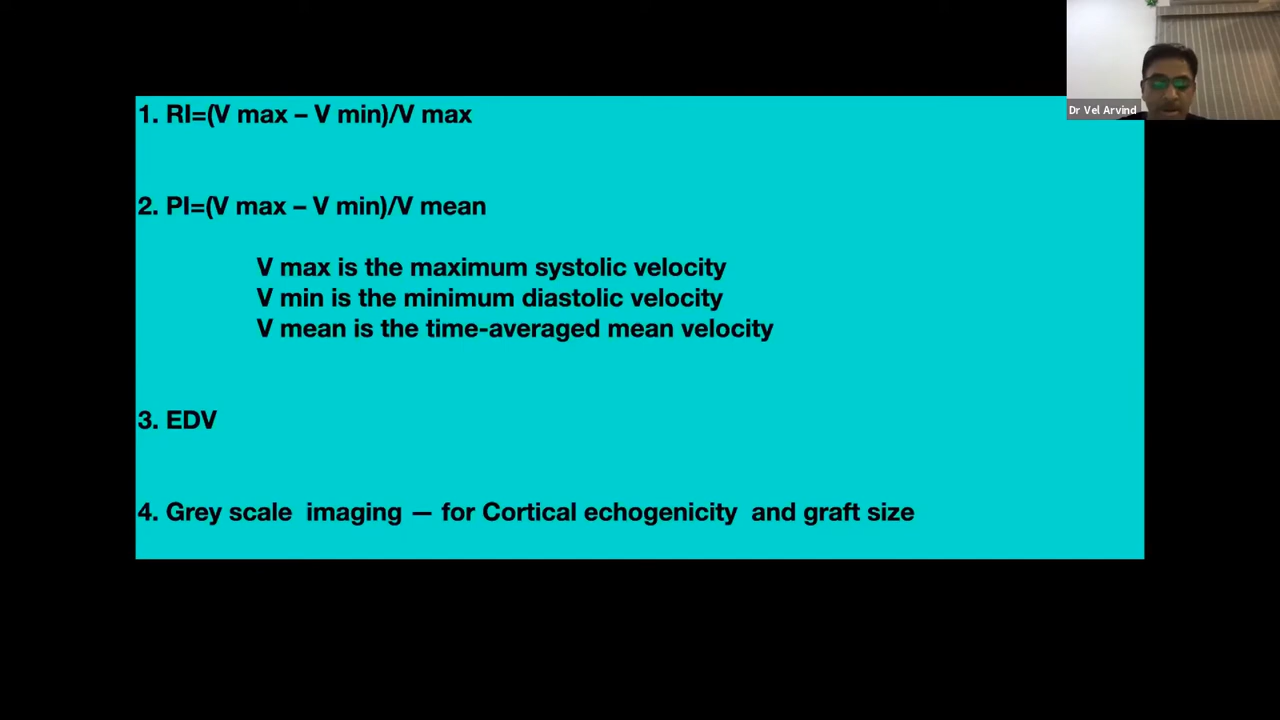 1. RI=(V max – V min)/V max
2. PI=(V max – V min)/V mean
V max is the maximum systolic velocity
V min is the minimum diastolic velocity
V mean is the time-averaged mean velocity
3. EDV
4. Grey scale  imaging — for Cortical echogenicity  and graft size
Dr Vel Arvind